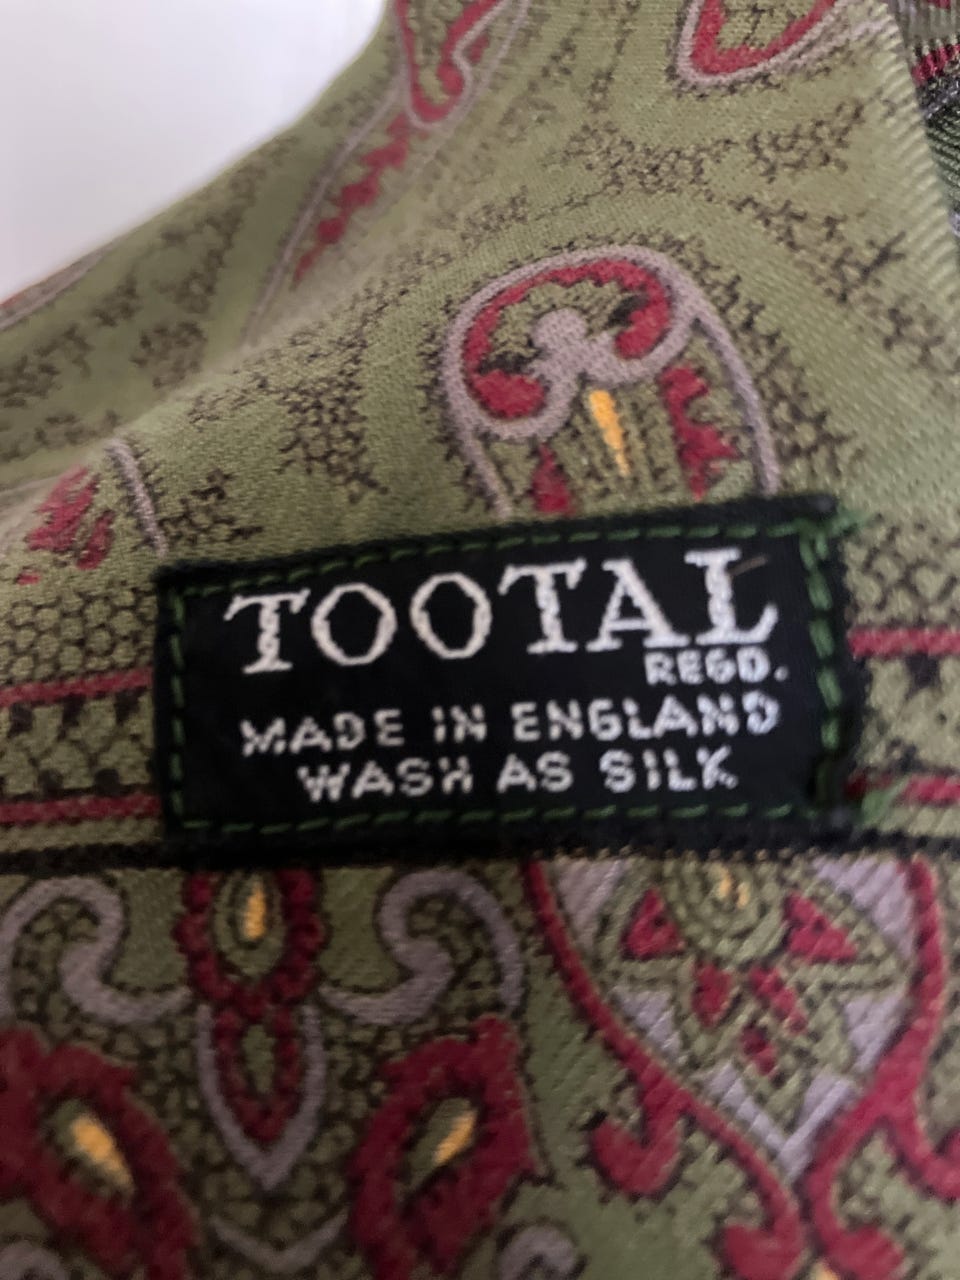 TOOTAL
REGD.
MADE IN ENGLAND
WASH AS SILK